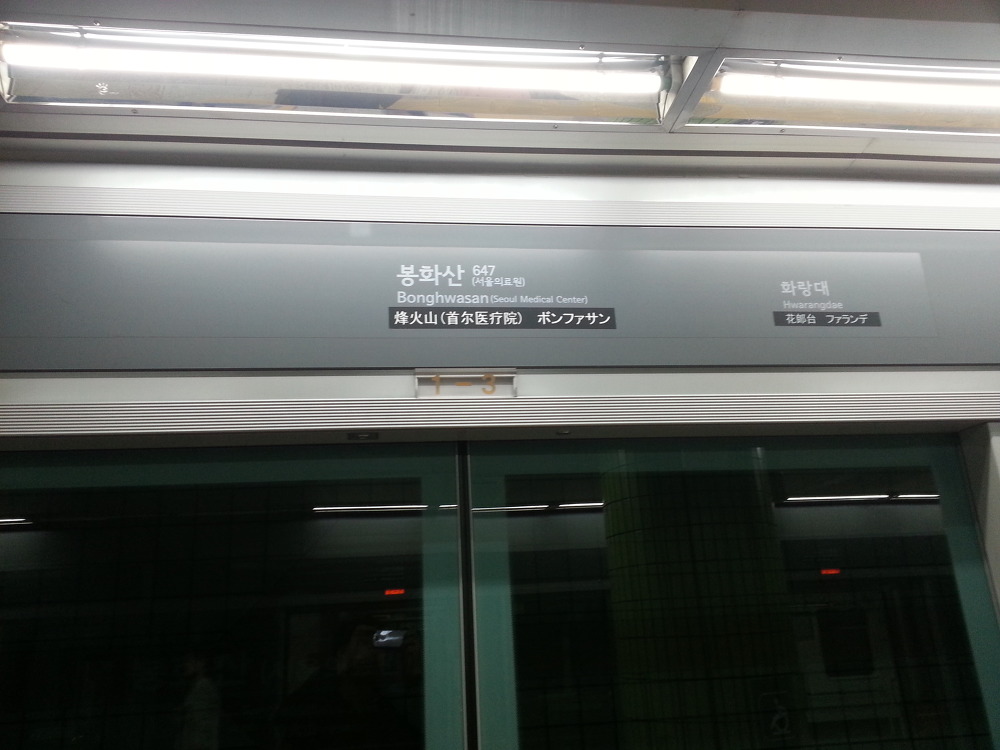 봉화산 647
(서울의료원)
Bonghwasan (Seoul Medical Center)
烽火山(首尔医疗院) ボンファサン
화랑대
Hwarangdae
花郎台 ファランデ
1-3